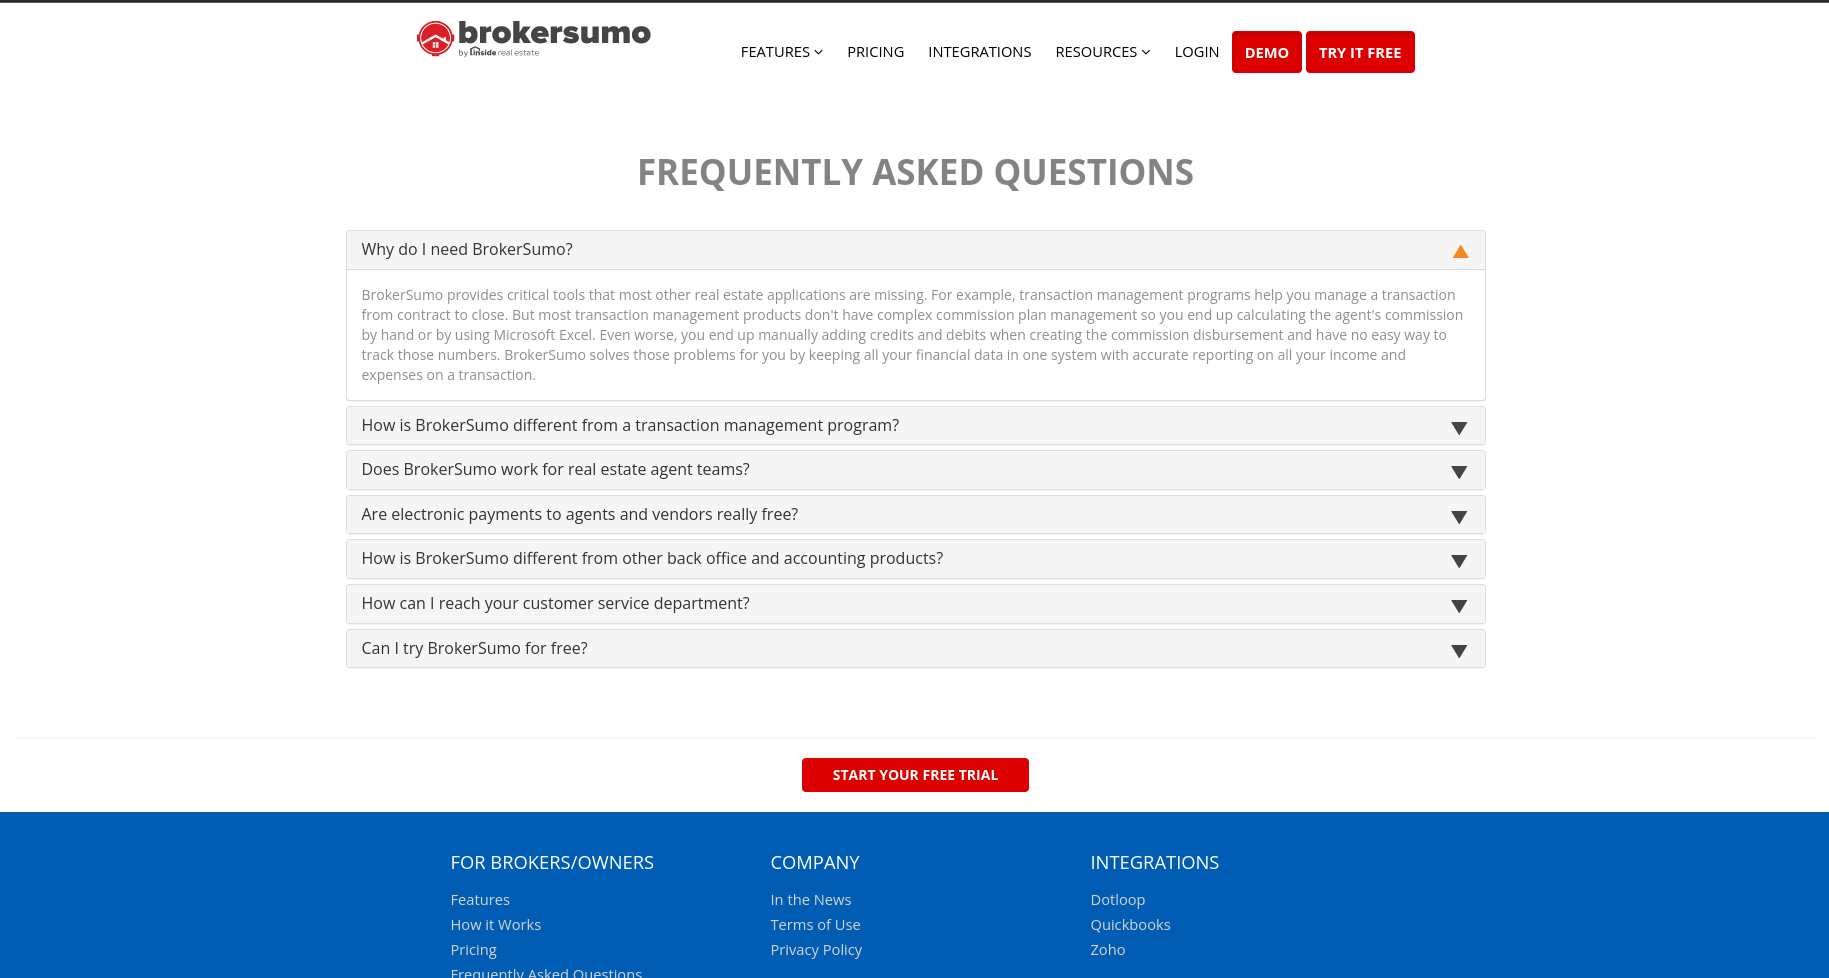 brokersumo
by inside real estate
FEATURES
PRICING
INTEGRATIONS
RESOURCES
LOGIN
DEMO
TRY IT FREE
FREQUENTLY ASKED QUESTIONS
Why do I need BrokerSumo?
BrokerSumo provides critical tools that most other real estate applications are missing. For example, transaction management programs help you manage a transaction
from contract to close. But most transaction management products don't have complex commission plan management so you end up calculating the agent's commission
by hand or by using Microsoft Excel. Even worse, you end up manually adding credits and debits when creating the commission disbursement and have no easy way to
track those numbers. BrokerSumo solves those problems for you by keeping all your financial data in one system with accurate reporting on all your income and
expenses on a transaction.
How is BrokerSumo different from a transaction management program?
Does BrokerSumo work for real estate agent teams?
Are electronic payments to agents and vendors really free?
How is BrokerSumo different from other back office and accounting products?
How can I reach your customer service department?
Can I try BrokerSumo for free?
START YOUR FREE TRIAL
FOR BROKERS/OWNERS
Features
How it Works
Pricing
Frequently Asked Questions
COMPANY
In the News
Terms of Use
Privacy Policy
INTEGRATIONS
Dotloop
Quickbooks
Zoho